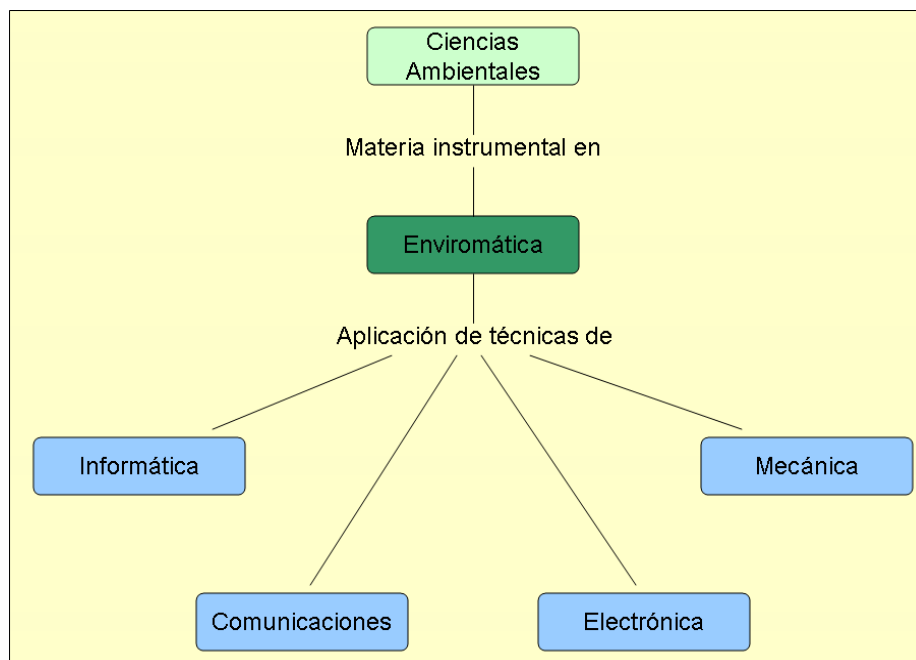 Ciencias
Ambientales
Materia instrumental en
Enviromática
Aplicación de técnicas de
Informática
Mecánica
Comunicaciones
Electrónica